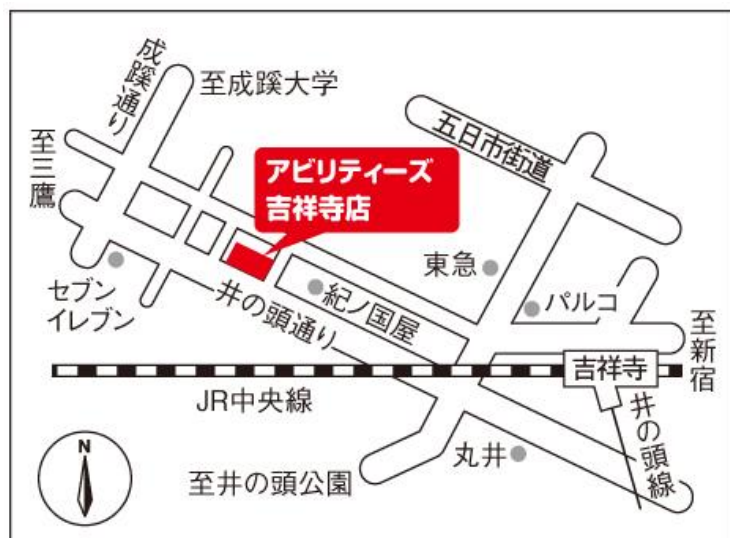 成蹊通り
至成蹊大学
至三鷹
五日市街道
アビリティーズ
吉祥寺店
東急
セブン
イレブン
井の頭通り
紀ノ国屋
パルコ
至新宿
吉祥寺
JR中央線
井の頭線
丸井
至井の頭公園
N